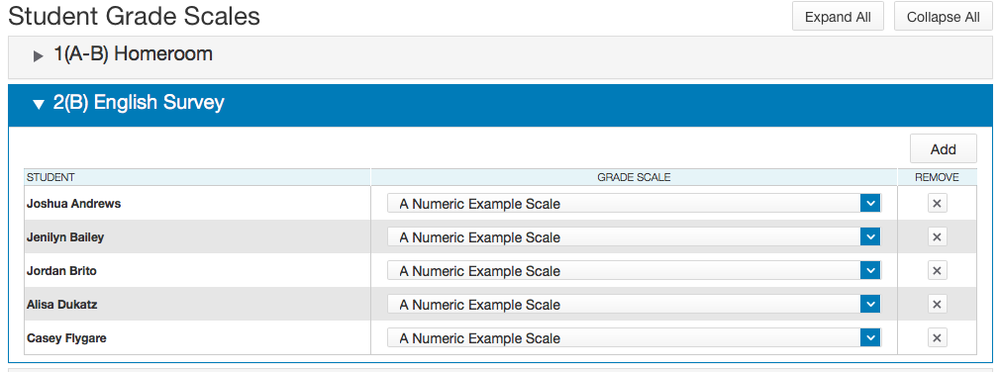 Student Grade Scales Expand All Collapse All
1(A-B) Homeroom
2(B) English Survey
Add
STUDENT GRADE SCALE REMOVE
Joshua Andrews A Numeric Example Scale
Jenilyn Bailey A Numeric Example Scale
Jordan Brito A Numeric Example Scale
Alisa Dukatz A Numeric Example Scale
Casey Flygare A Numeric Example Scale